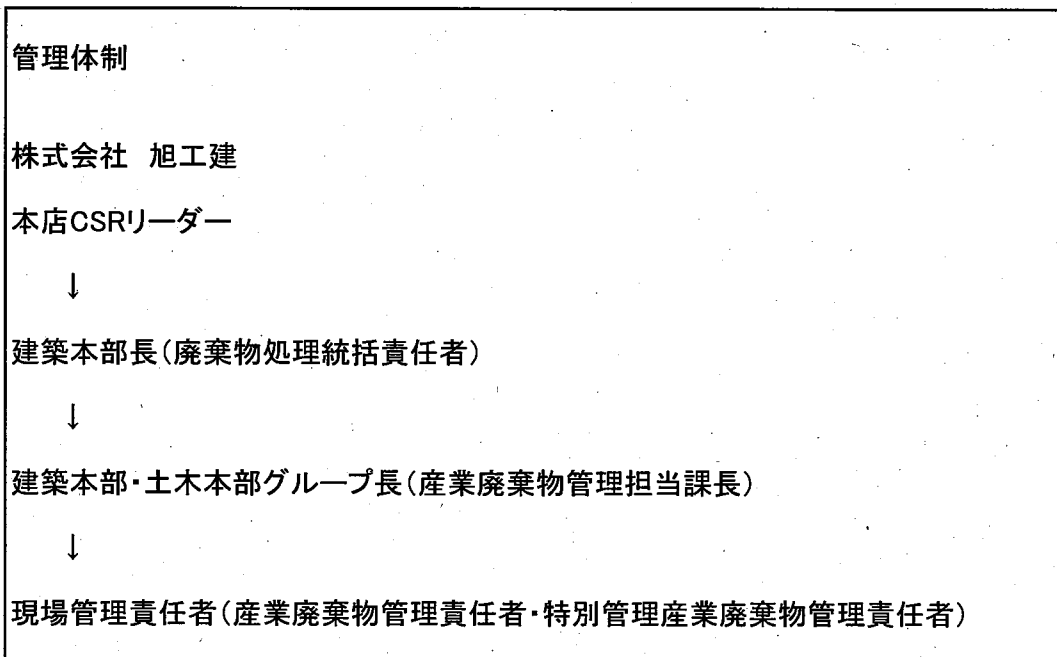 管理体制
株式会社 旭工建
本店CSRリーダー
↓
建築本部長(廃棄物処理統括責任者)
↓
建築本部・土木本部グループ長(産業廃棄物管理担当課長)
↓
現場管理責任者(産業廃棄物管理責任者・特別管理産業廃棄物管理責任者)